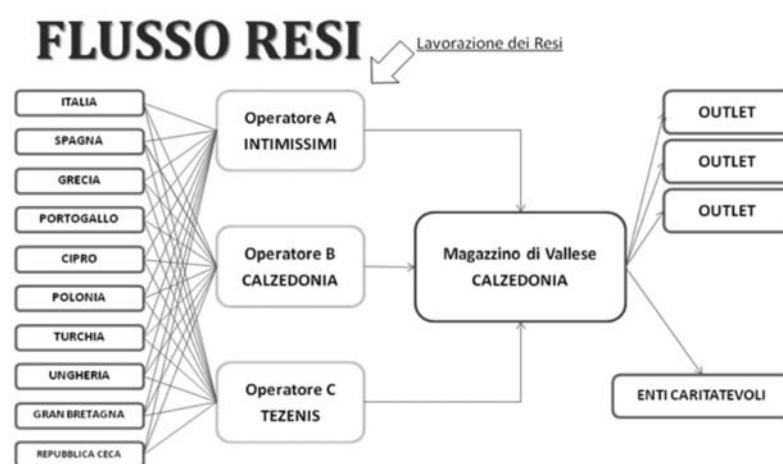 FLUSSO RESI
Lavorazione dei Resi
ITALIA
SPAGNA
GRECIA
PORTOGALLO
CIPRO
POLONIA
TURCHIA
UNGHERIA
GRAN BRETAGNA
REPUBBLICA CECA
Operatore A
INTIMISSIMI
Operatore B
CALZEDONIA
Operatore C
TEZENIS
Magazzino di Vallese
CALZEDONIA
OUTLET
OUTLET
OUTLET
ENTI CARITATEVOLI